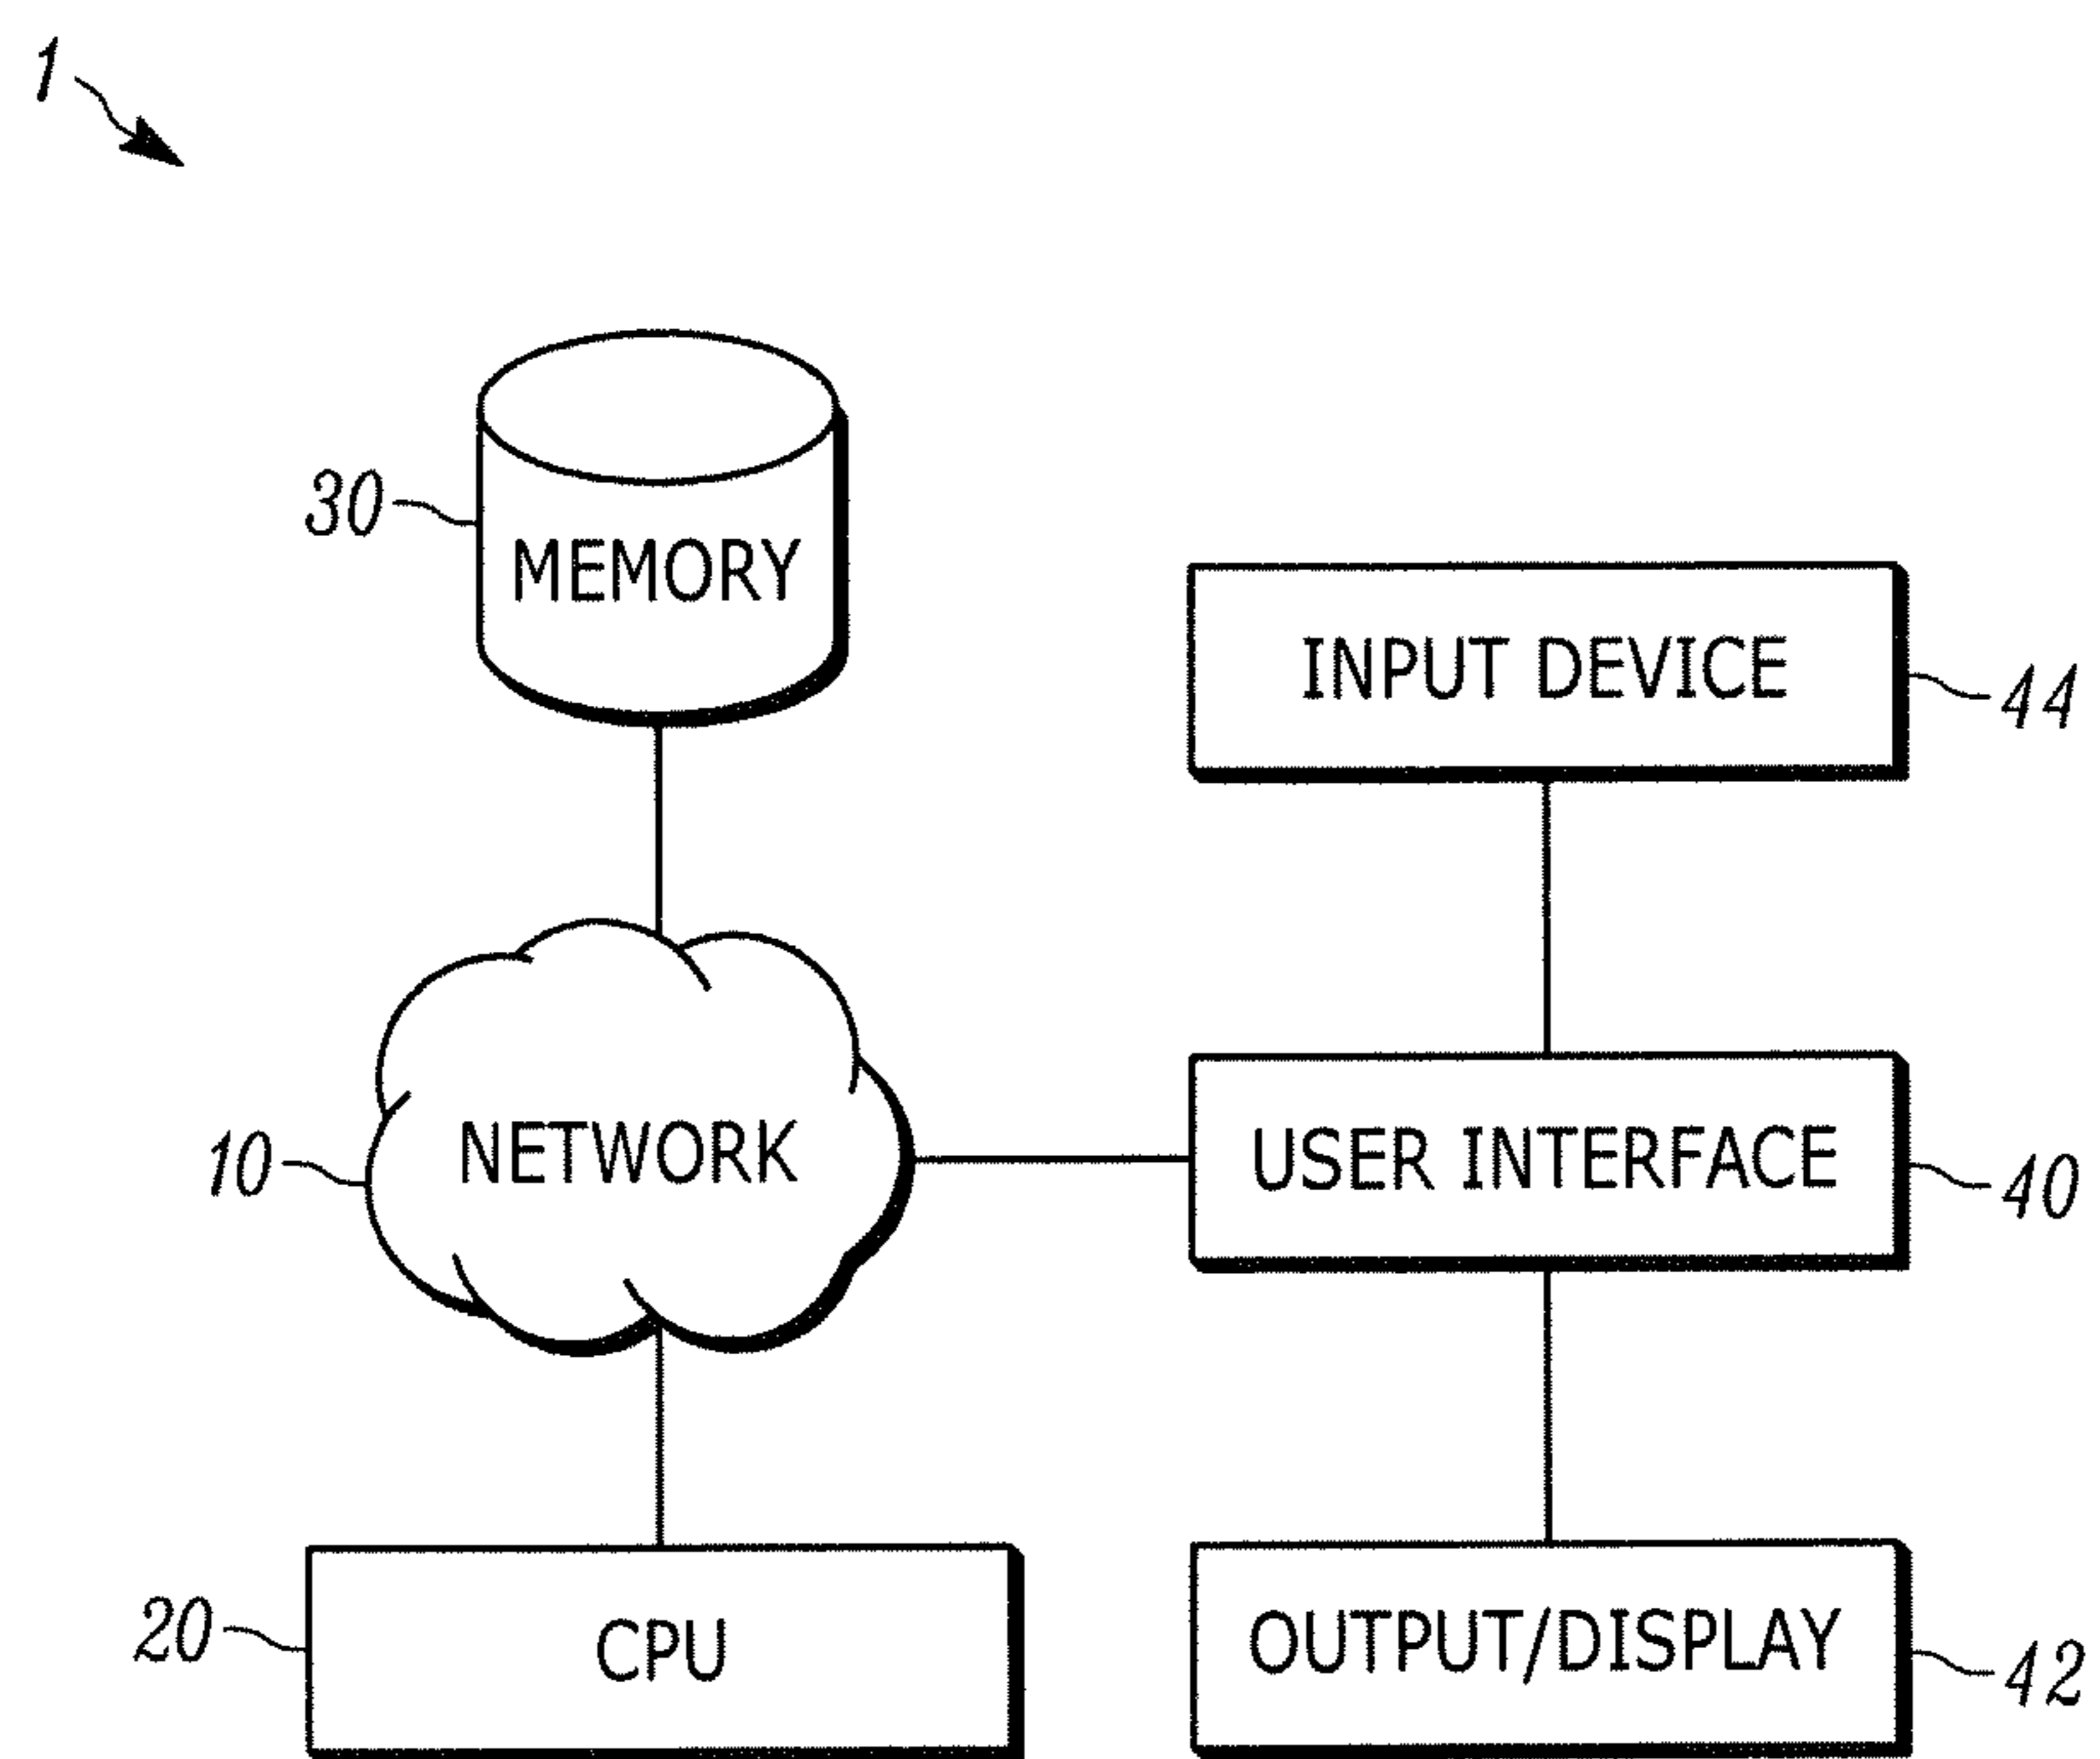 1
30
MEMORY
INPUT DEVICE
44
10
NETWORK
USER INTERFACE
40
20
CPU
OUTPUT/DISPLAY
42